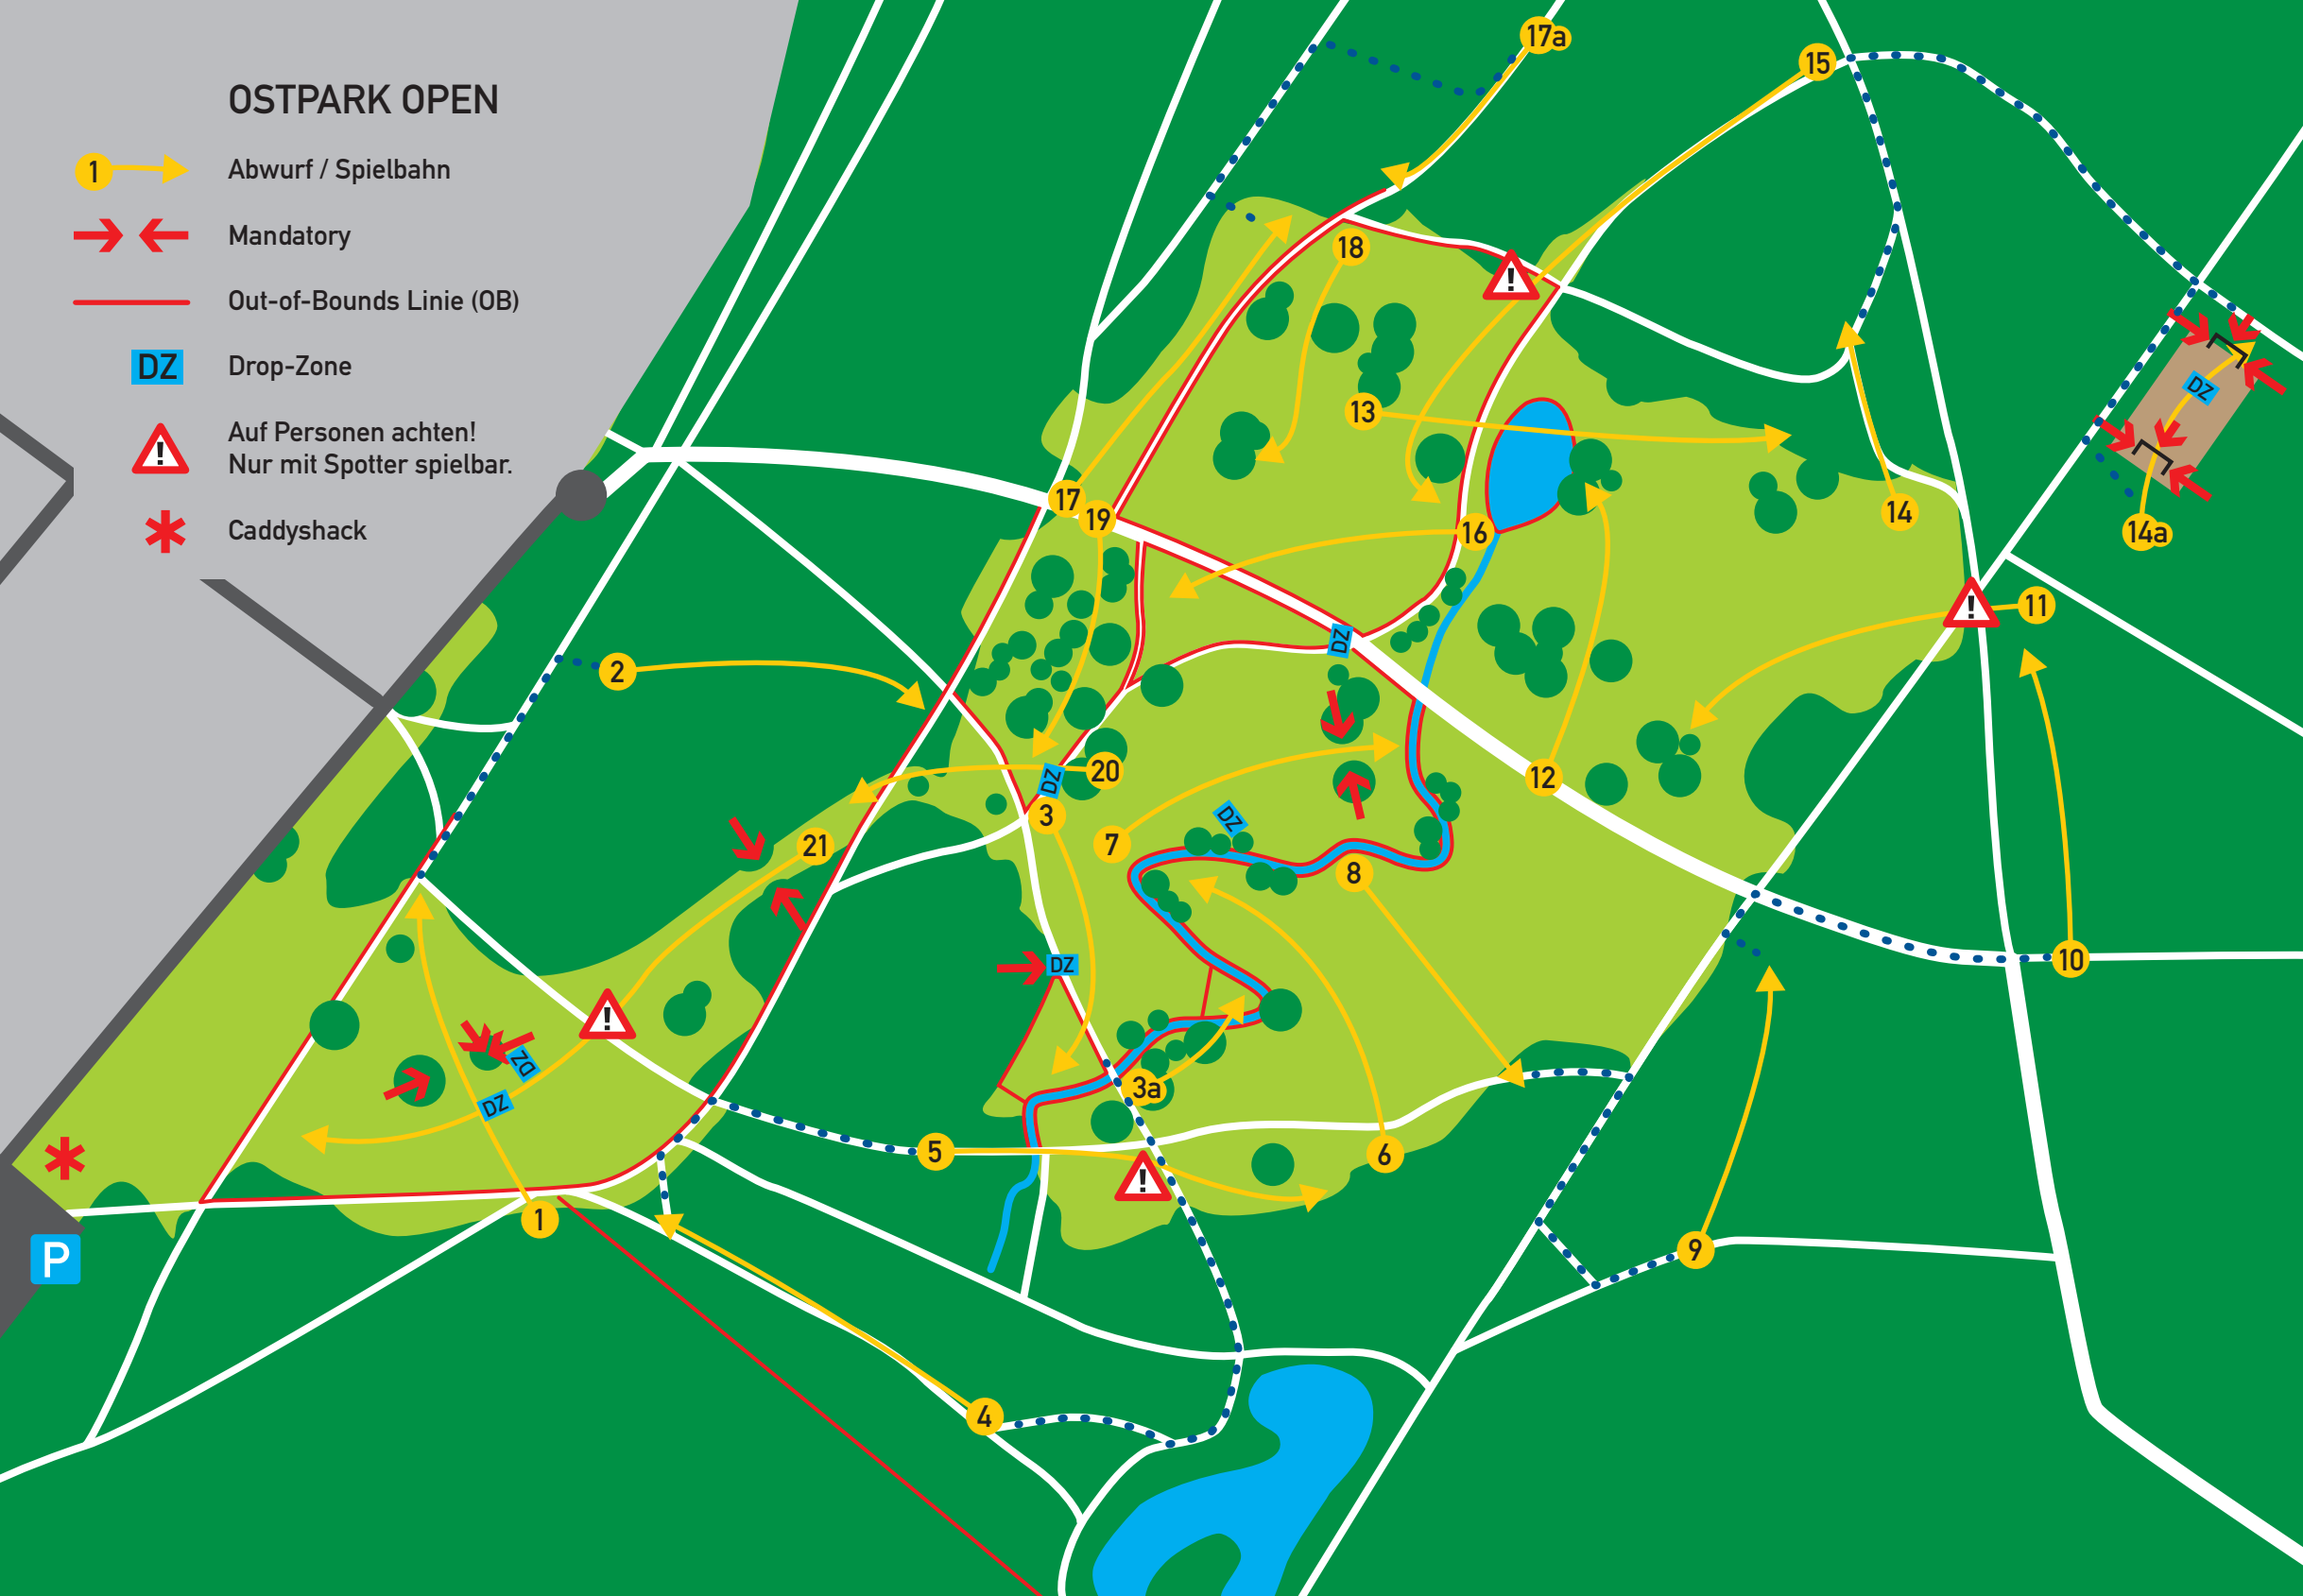 OSTPARK OPEN
1 Abwurf / Spielbahn
Mandatory
Out-of-Bounds Linie (OB)
DZ Drop-Zone
! Auf Personen achten!
Nur mit Spotter spielbar.
Caddyshack
17a
15
18
!
DZ
13
17
19
16
14
14a
!
11
DZ
2
20
DZ
12
3
DZ
7
21
8
DZ
10
!
DZ
3a
DZ
5
6
!
1
9
P
4